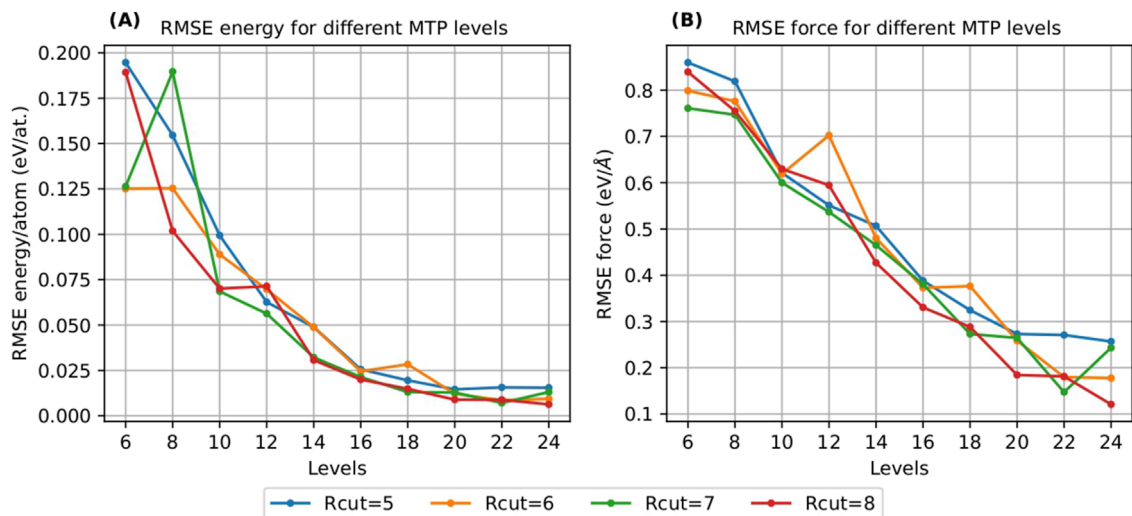 (A)
RMSE energy for different MTP levels
RMSE energy/atom (eV/at.)
0.200
0.175
0.150
0.125
0.100
0.075
0.050
0.025
0.000
6 8 10 12 14 16 18 20 22 24
Levels
(B)
RMSE force for different MTP levels
RMSE force (eV/Å)
0.8
0.7
0.6
0.5
0.4
0.3
0.2
0.1
6 8 10 12 14 16 18 20 22 24
Levels
Rcut=5 Rcut=6 Rcut=7 Rcut=8